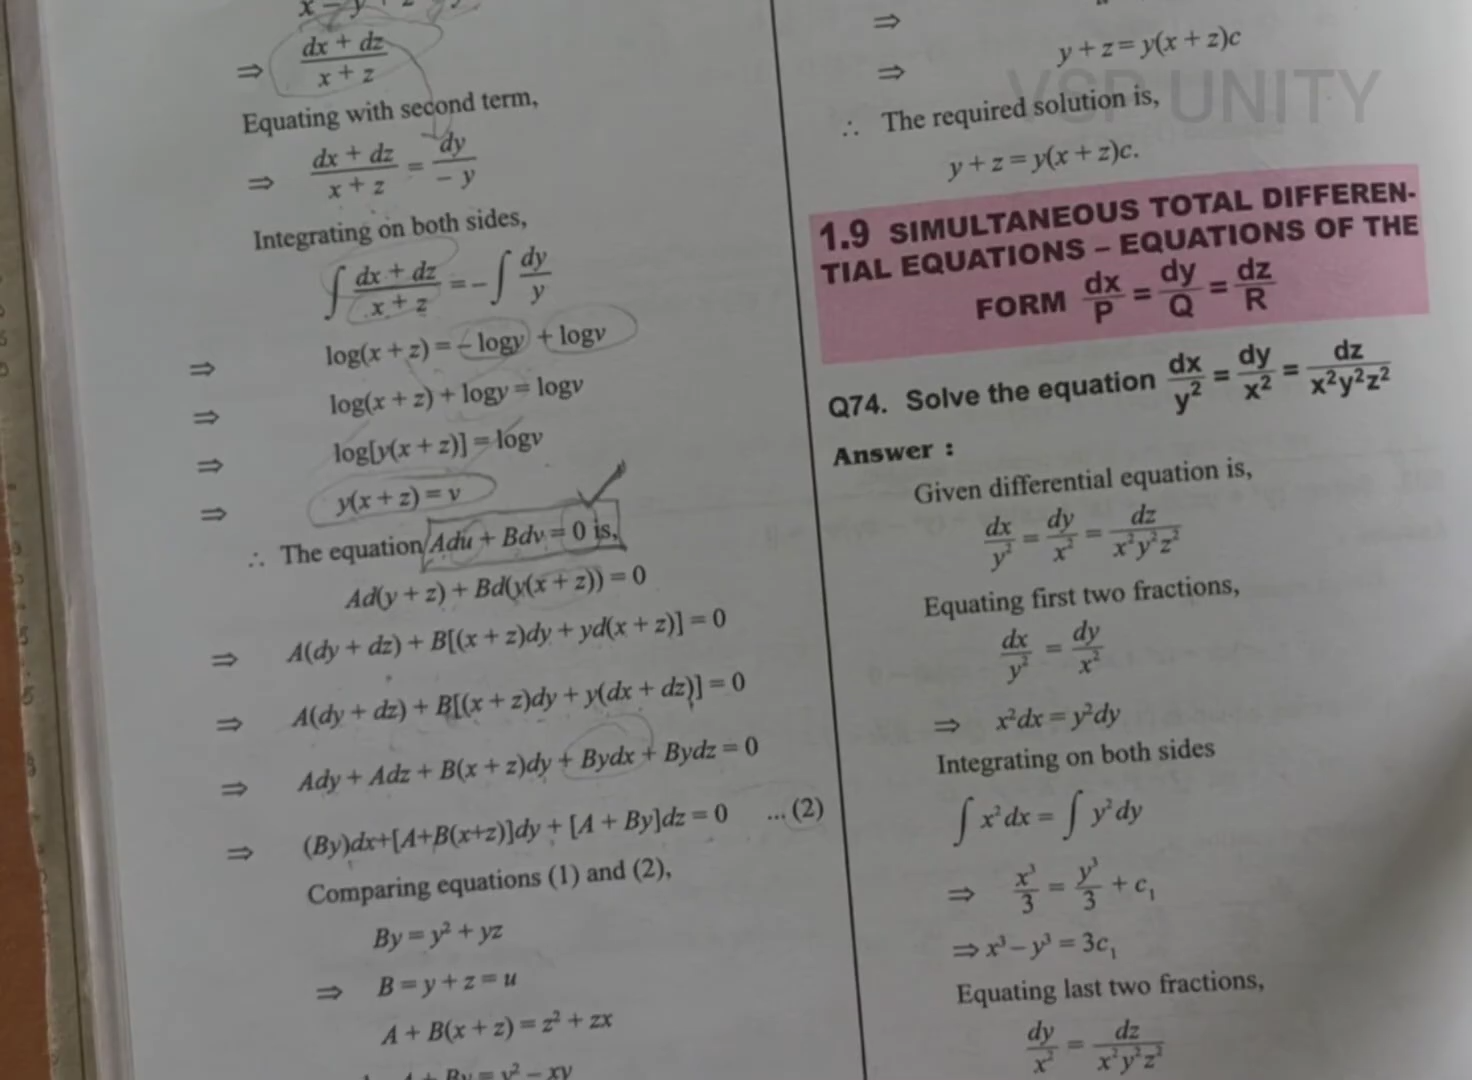 dx + dz
⇒ ─────
x + z
Equating with second term,
⇒ (dx + dz)/(x + z) = dy/(− y)
Integrating on both sides,
∫ (dx + dz)/(x + z) = −∫ dy/y
⇒ log(x + z) = − logy + logv
⇒ log(x + z) + logy = logv
⇒ log[y(x + z)] = logv
⇒ y(x + z) = v
∴ The equation Adu + Bdv = 0 is,
Ad(y + z) + Bd(y(x + z)) = 0
⇒ A(dy + dz) + B[(x + z)dy + yd(x + z)] = 0
⇒ A(dy + dz) + B[(x + z)dy + y(dx + dz)] = 0
⇒ Ady + Adz + B(x + z)dy + Bydx + Bydz = 0
⇒ (By)dx+[A+B(x+z)]dy + [A + By]dz = 0 ...(2)
Comparing equations (1) and (2),
By = y² + yz
⇒ B = y + z = u
A + B(x + z) = z² + zx
By = y² − xy
⇒
⇒ y + z = y(x + z)c
VSP UNITY
∴ The required solution is,
y + z = y(x + z)c.
1.9 SIMULTANEOUS TOTAL DIFFEREN-
TIAL EQUATIONS – EQUATIONS OF THE
FORM dx/P = dy/Q = dz/R
Q74. Solve the equation dx/y² = dy/x² = dz/x²y²z²
Answer :
Given differential equation is,
dx/y² = dy/x² = dz/x²y²z²
Equating first two fractions,
dx/y² = dy/x²
⇒ x²dx = y²dy
Integrating on both sides
∫ x²dx = ∫ y²dy
⇒ x³/3 = y³/3 + c₁
⇒ x³ – y³ = 3c₁
Equating last two fractions,
dy/x² = dz/x²y²z²